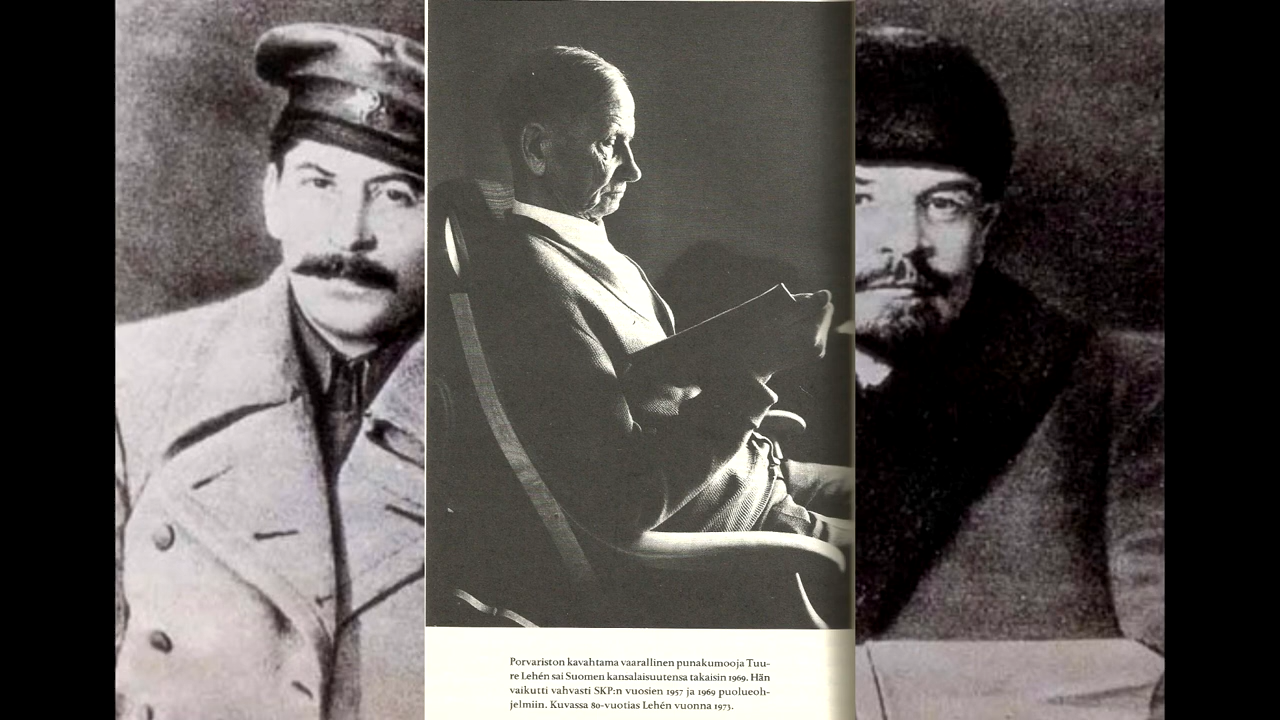 Porvariston kavahtama vaarallinen punakumooja Tuu-
re Lehén sai Suomen kansalaisuutensa takaisin 1969. Hän
vaikutti vahvasti SKP:n vuosien 1957 ja 1969 puolueoh-
jelmiin. Kuvassa 80-vuotias Lehén vuonna 1973.